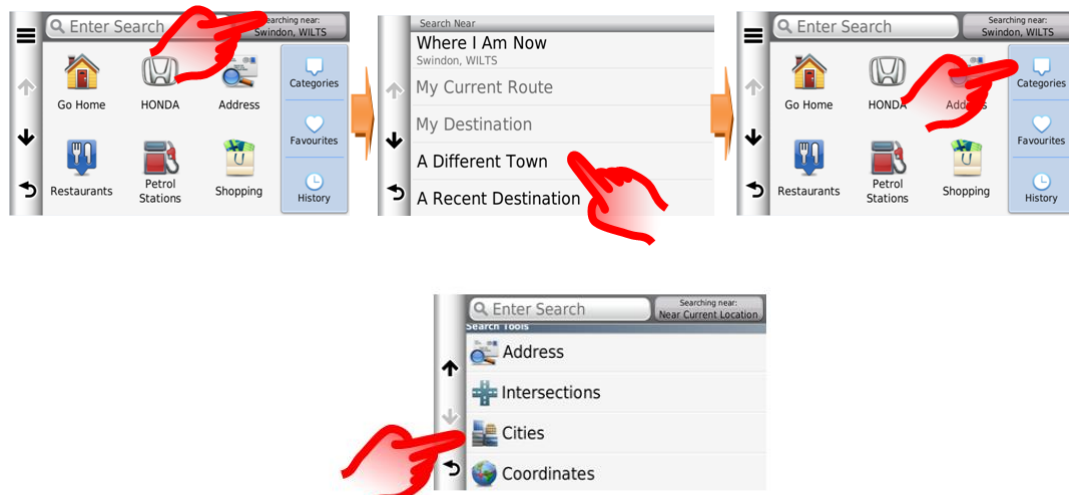 Enter Search
Searching near:
Swindon, WILTS
Go Home
HONDA
Address
Categories
Favourites
Restaurants
Petrol
Stations
Shopping
History
Search Near
Where I Am Now
Swindon, WILTS
My Current Route
My Destination
A Different Town
A Recent Destination
Enter Search
Searching near:
Swindon, WILTS
Go Home
HONDA
Address
Categories
Favourites
Restaurants
Petrol
Stations
Shopping
History
Enter Search
Searching near:
Near Current Location
Search Tools
Address
Intersections
Cities
Coordinates